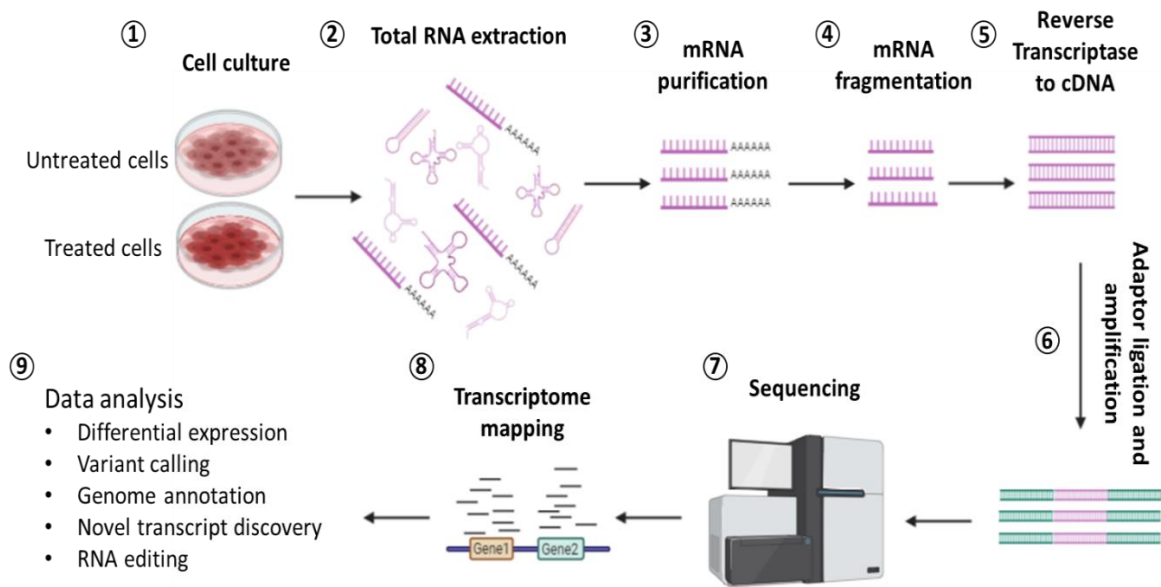 ①
Cell culture
Untreated cells
Treated cells
②
Total RNA extraction
AAAAAA
AAAAAA
AAAAAA
③
mRNA
purification
AAAAAA
AAAAAA
AAAAAA
④
mRNA
fragmentation
⑤
Reverse
Transcriptase
to cDNA
⑥
Adaptor ligation and
amplification
⑦
Sequencing
⑧
Transcriptome
mapping
Gene1
Gene2
⑨
Data analysis
• Differential expression
• Variant calling
• Genome annotation
• Novel transcript discovery
• RNA editing